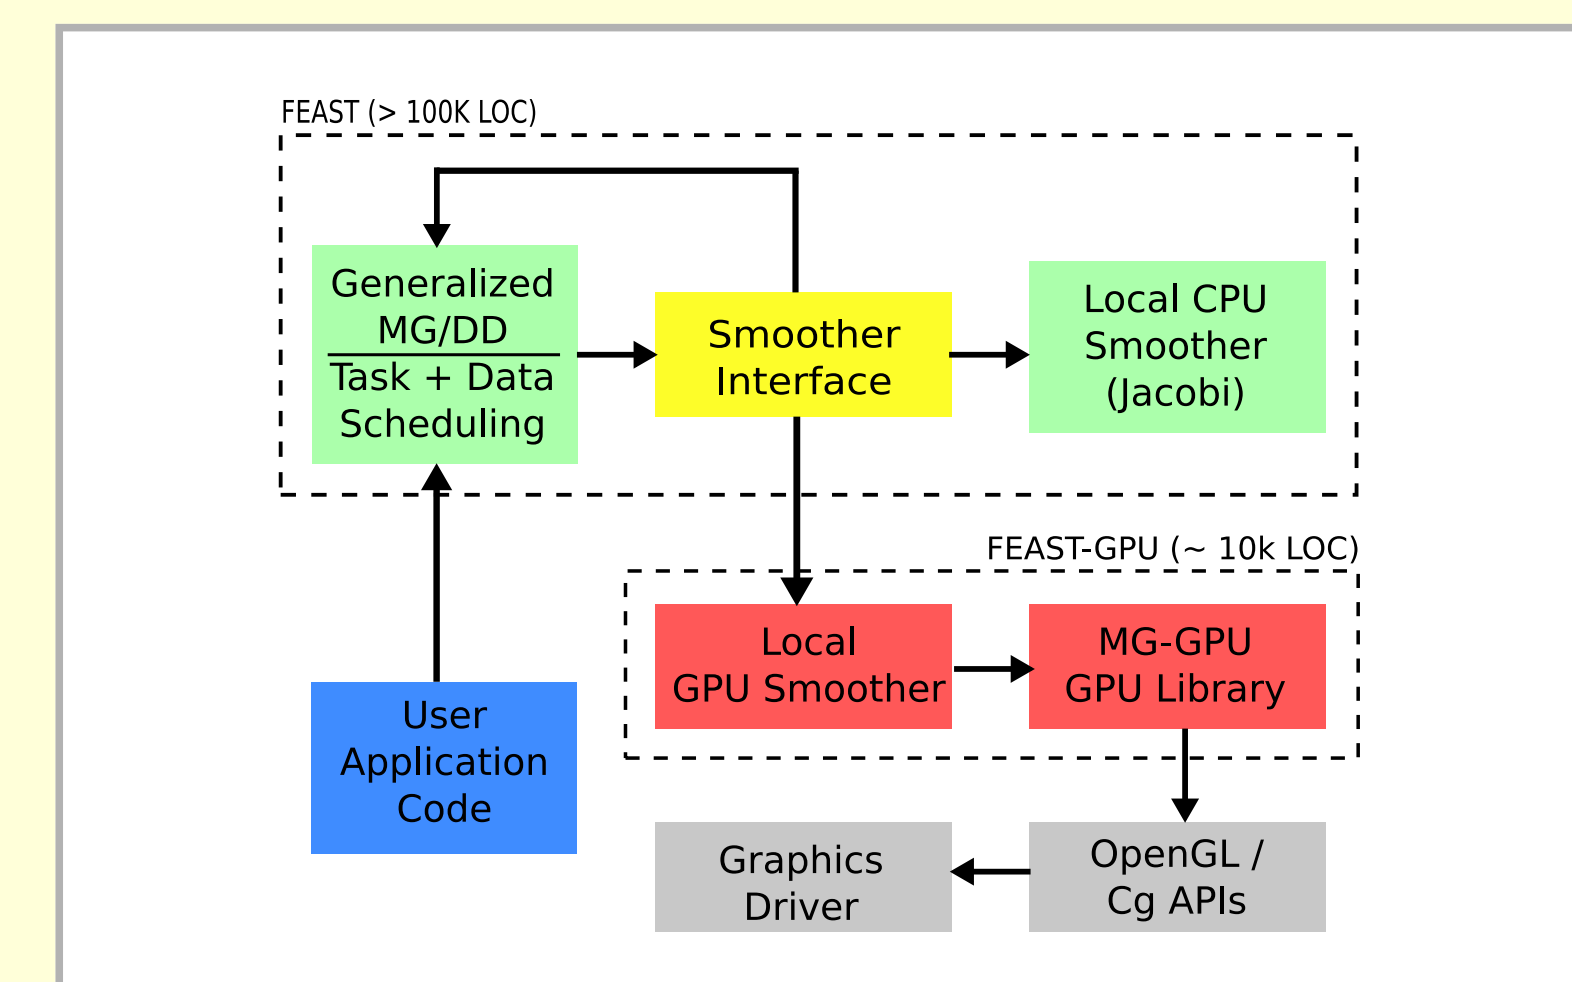 FEAST (> 100K LOC)
Generalized
MG/DD
Task + Data
Scheduling
Smoother
Interface
Local CPU
Smoother
(Jacobi)
FEAST-GPU (~ 10k LOC)
Local
GPU Smoother
MG-GPU
GPU Library
User
Application
Code
Graphics
Driver
OpenGL /
Cg APIs